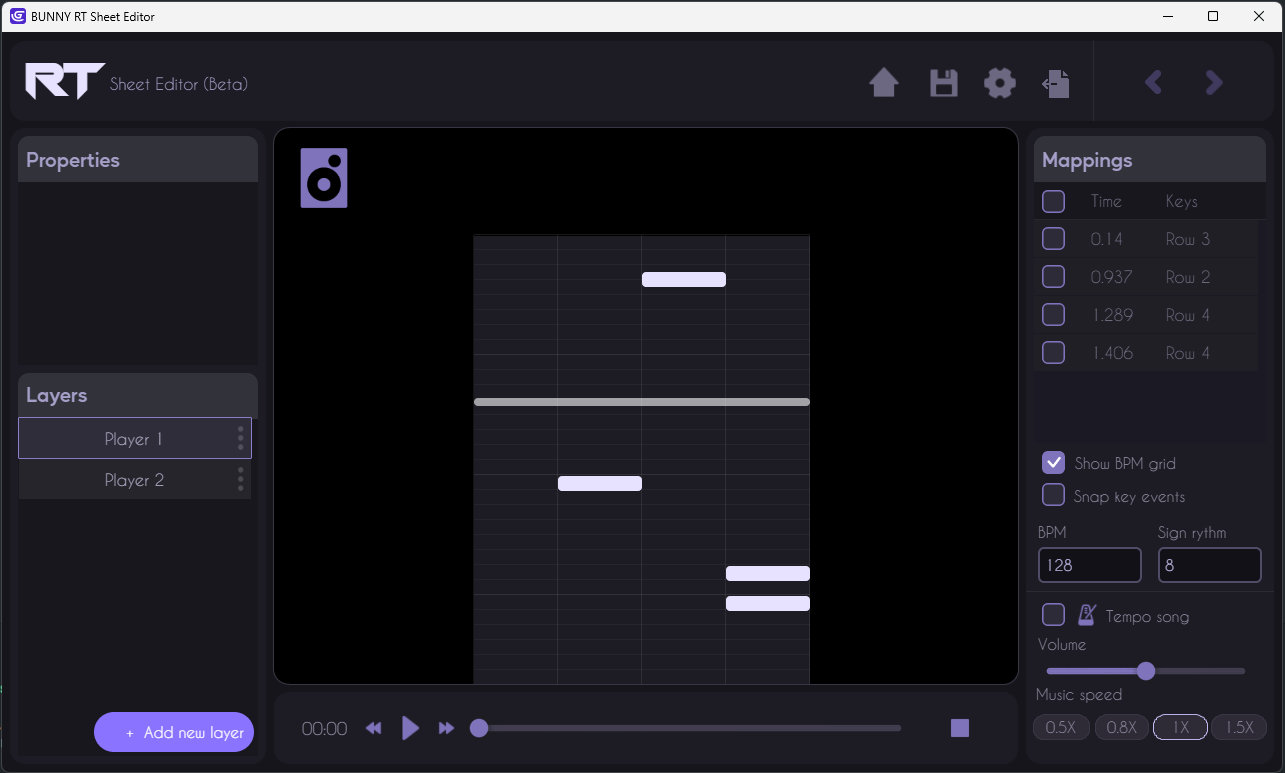 BUNNY RT Sheet Editor
RT Sheet Editor (Beta)
Properties
Layers
Player 1
Player 2
+ Add new layer
00:00
Mappings
Time Keys
0.14 Row 3
0.937 Row 2
1.289 Row 4
1.406 Row 4
Show BPM grid
Snap key events
BPM Sign rythm
128 8
Tempo song
Volume
Music speed
0.5X 0.8X 1X 1.5X